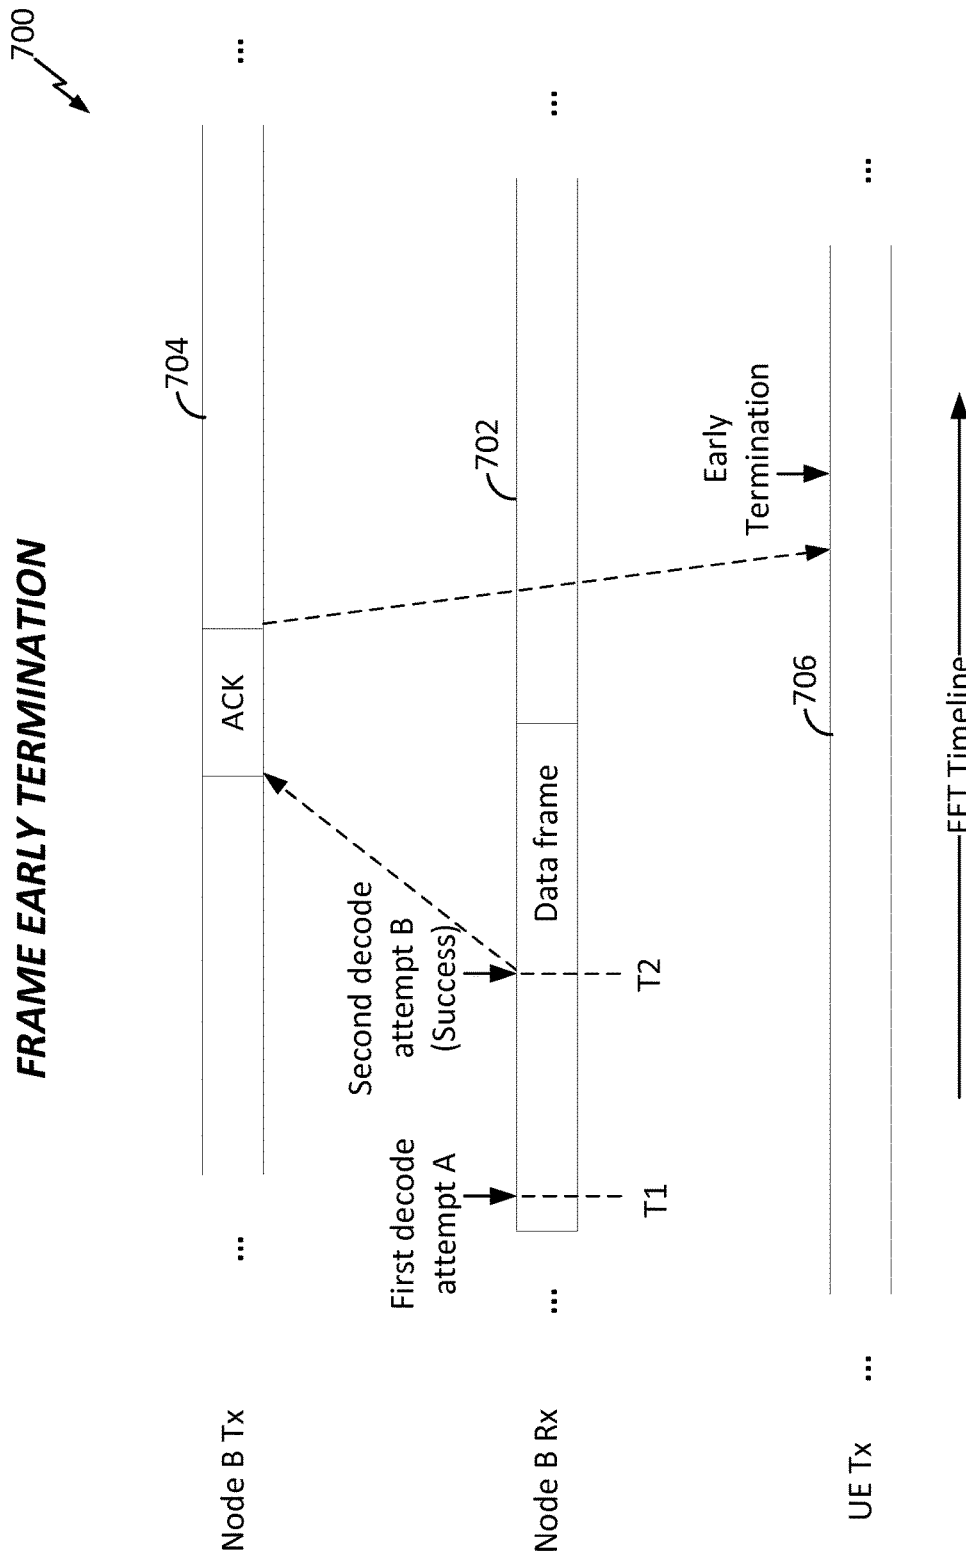 700
FRAME EARLY TERMINATION
...
...
704
Node B Tx
ACK
Second decode
attempt B
(Success)
First decode
attempt A
702
Node B Rx
...
Data frame
...
T1
T2
Early
Termination
706
UE Tx
...
...
FET Timeline